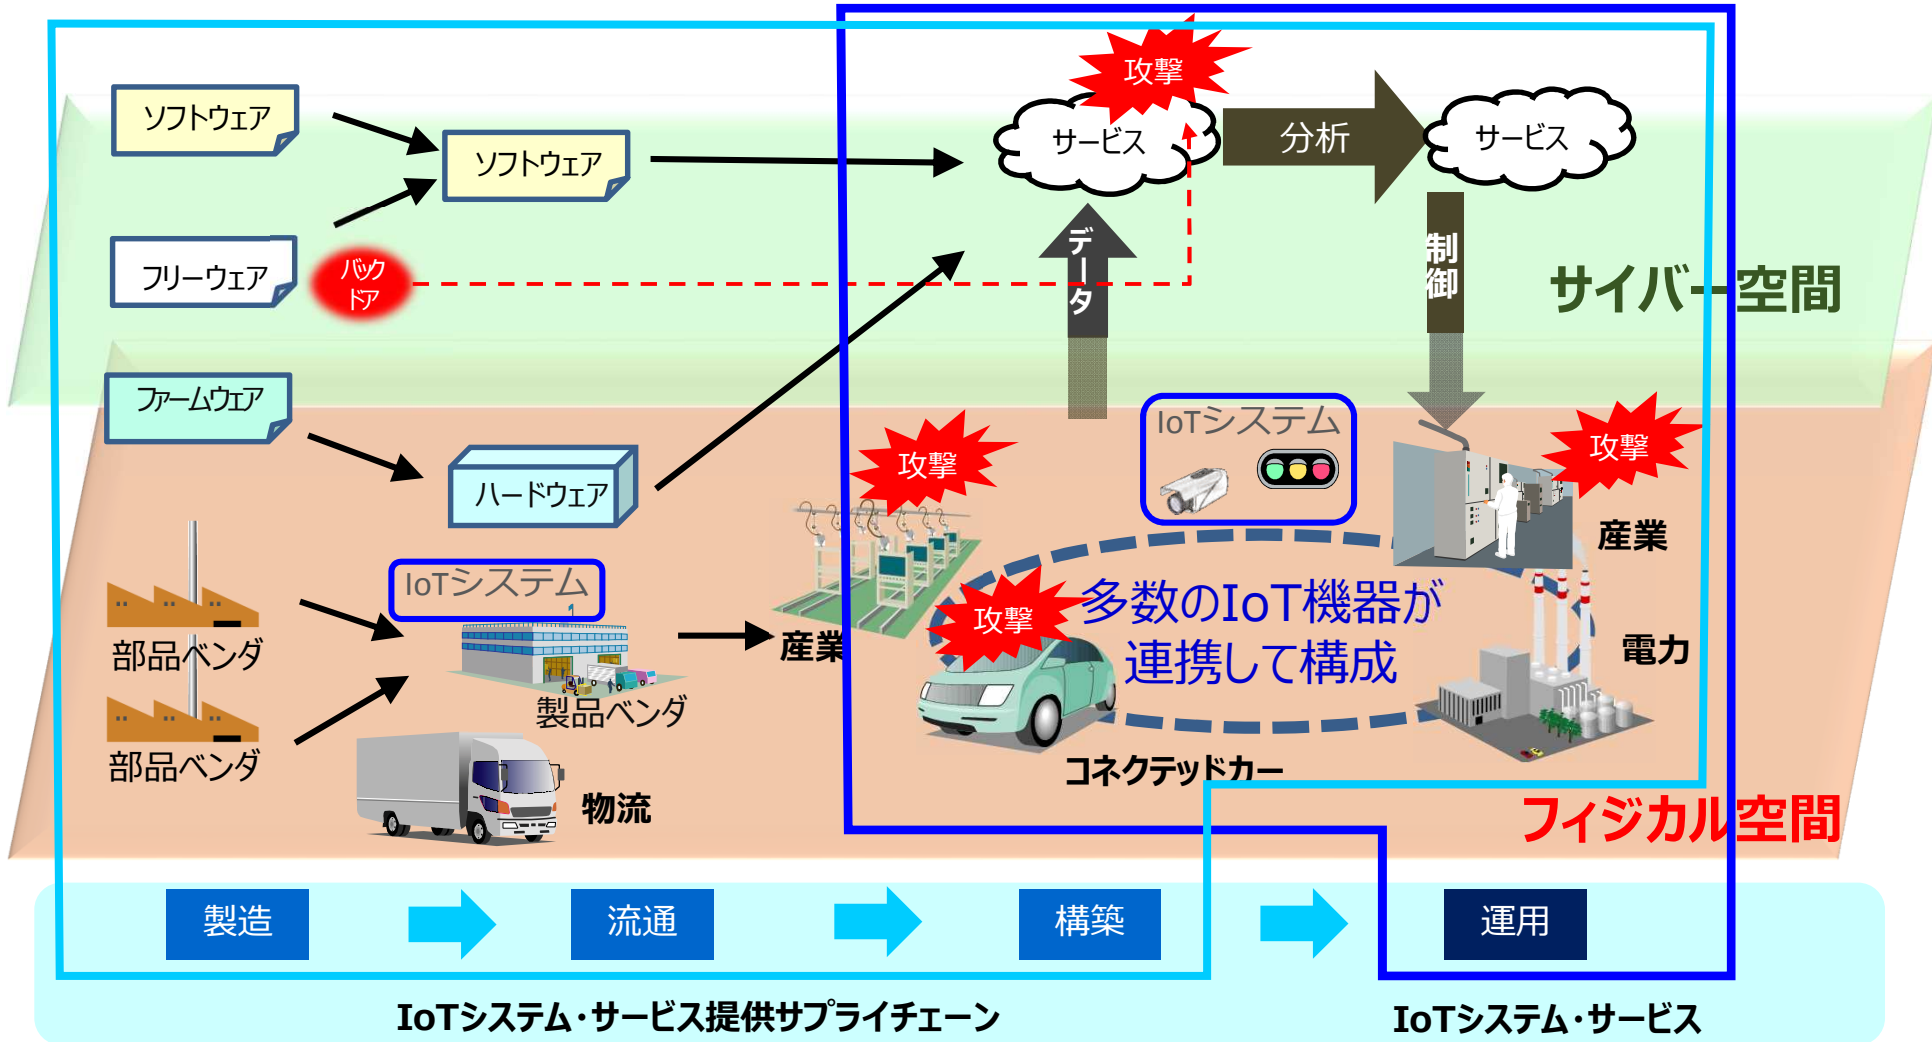 攻撃
ソフトウェア
ソフトウェア
サービス
分析
サービス
フリーウェア
バック
ドア
データ
制
御
サイバー空間
ファームウェア
ハードウェア
攻撃
IoTシステム
攻撃
産業
IoTシステム
部品ベンダ
製品ベンダ
産業
攻撃
多数のIoT機器が
連携して構成
電力
部品ベンダ
物流
コネクテッドカー
フィジカル空間
製造
流通
構築
運用
IoTシステム・サービス提供サプライチェーン
IoTシステム・サービス